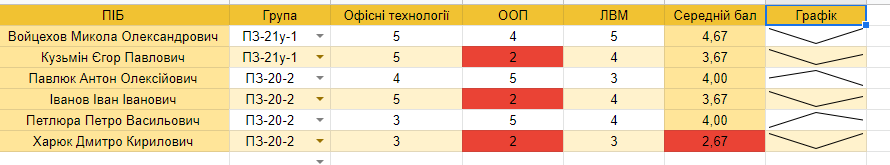 ПІБ Група Офісні технології ООП ЛВМ Середній бал Графік
Войцехов Микола Олександрович ПЗ-21у-1 5 4 5 4,67
Кузьмін Єгор Павлович ПЗ-21у-1 5 2 4 3,67
Павлюк Антон Олексійович ПЗ-20-2 4 5 3 4,00
Іванов Іван Іванович ПЗ-20-2 5 2 4 3,67
Петлюра Петро Васильович ПЗ-20-2 3 5 4 4,00
Харюк Дмитро Кирилович ПЗ-20-2 3 2 3 2,67